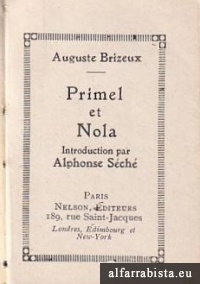 Auguste Brizeux
Primel
et
Nola
Introduction par
Alphonse Séché
PARIS
NELSON, ÉDITEURS
189, rue Saint-Jacques
Londres, Édimbourg et
New-York
alfarrabista.eu